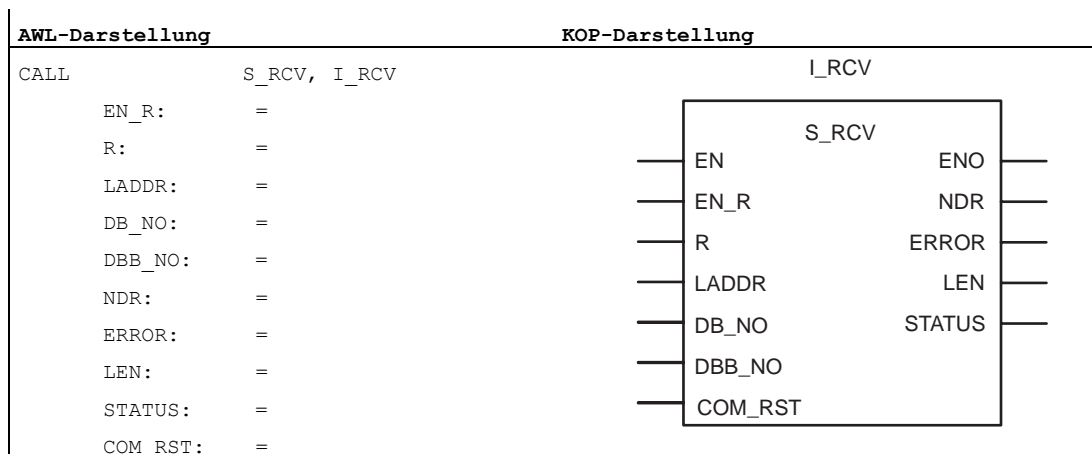 AWL-Darstellung
KOP-Darstellung
CALL S_RCV, I_RCV
EN_R: =
R: =
LADDR: =
DB_NO: =
DBB_NO: =
NDR: =
ERROR: =
LEN: =
STATUS: =
COM_RST: =
I_RCV
S_RCV
EN ENO
EN_R NDR
R ERROR
LADDR LEN
DB_NO STATUS
DBB_NO
COM_RST